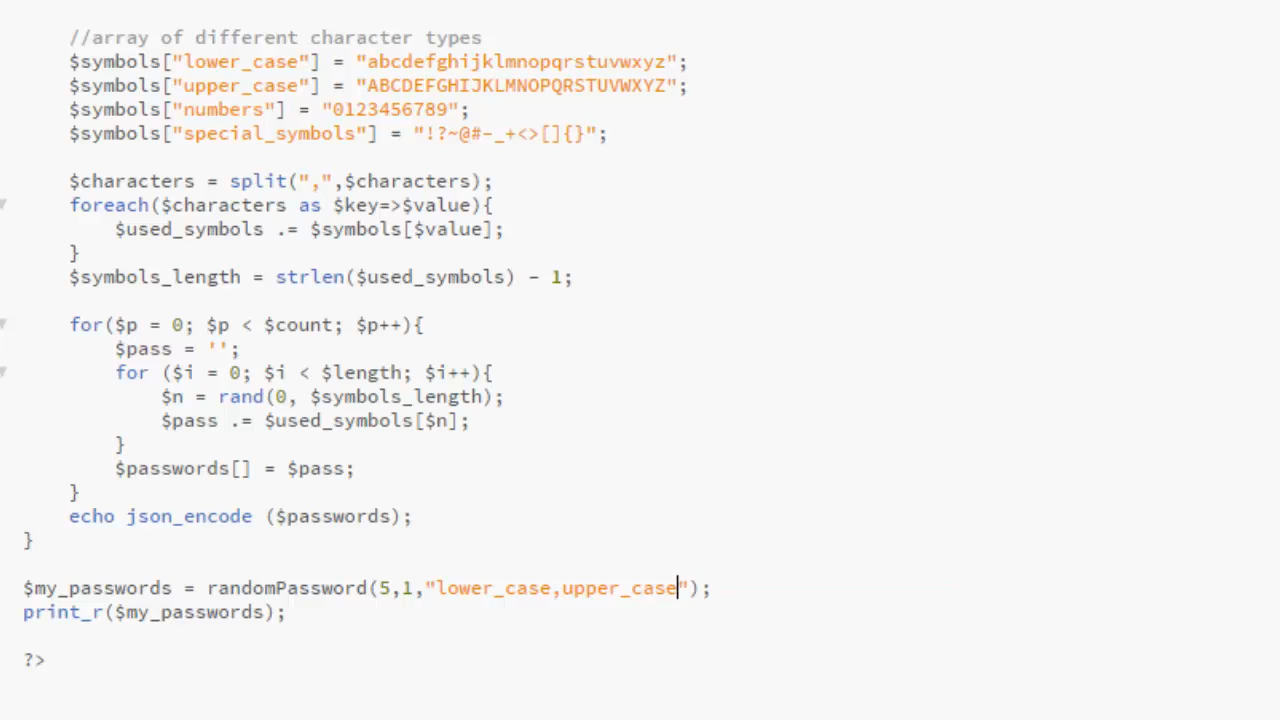 //array of different character types
$symbols["lower_case"] = "abcdefghijklmnopqrstuvwxyz";
$symbols["upper_case"] = "ABCDEFGHIJKLMNOPQRSTUVWXYZ";
$symbols["numbers"] = "0123456789";
$symbols["special_symbols"] = "!?~@#-_+<>[]{}";
$characters = split(",",$characters);
foreach($characters as $key=>$value){
$used_symbols .= $symbols[$value];
}
$symbols_length = strlen($used_symbols) - 1;
for($p = 0; $p < $count; $p++){
$pass = '';
for ($i = 0; $i < $length; $i++){
$n = rand(0, $symbols_length);
$pass .= $used_symbols[$n];
}
$passwords[] = $pass;
}
echo json_encode ($passwords);
}
$my_passwords = randomPassword(5,1,"lower_case,upper_case");
print_r($my_passwords);
?>